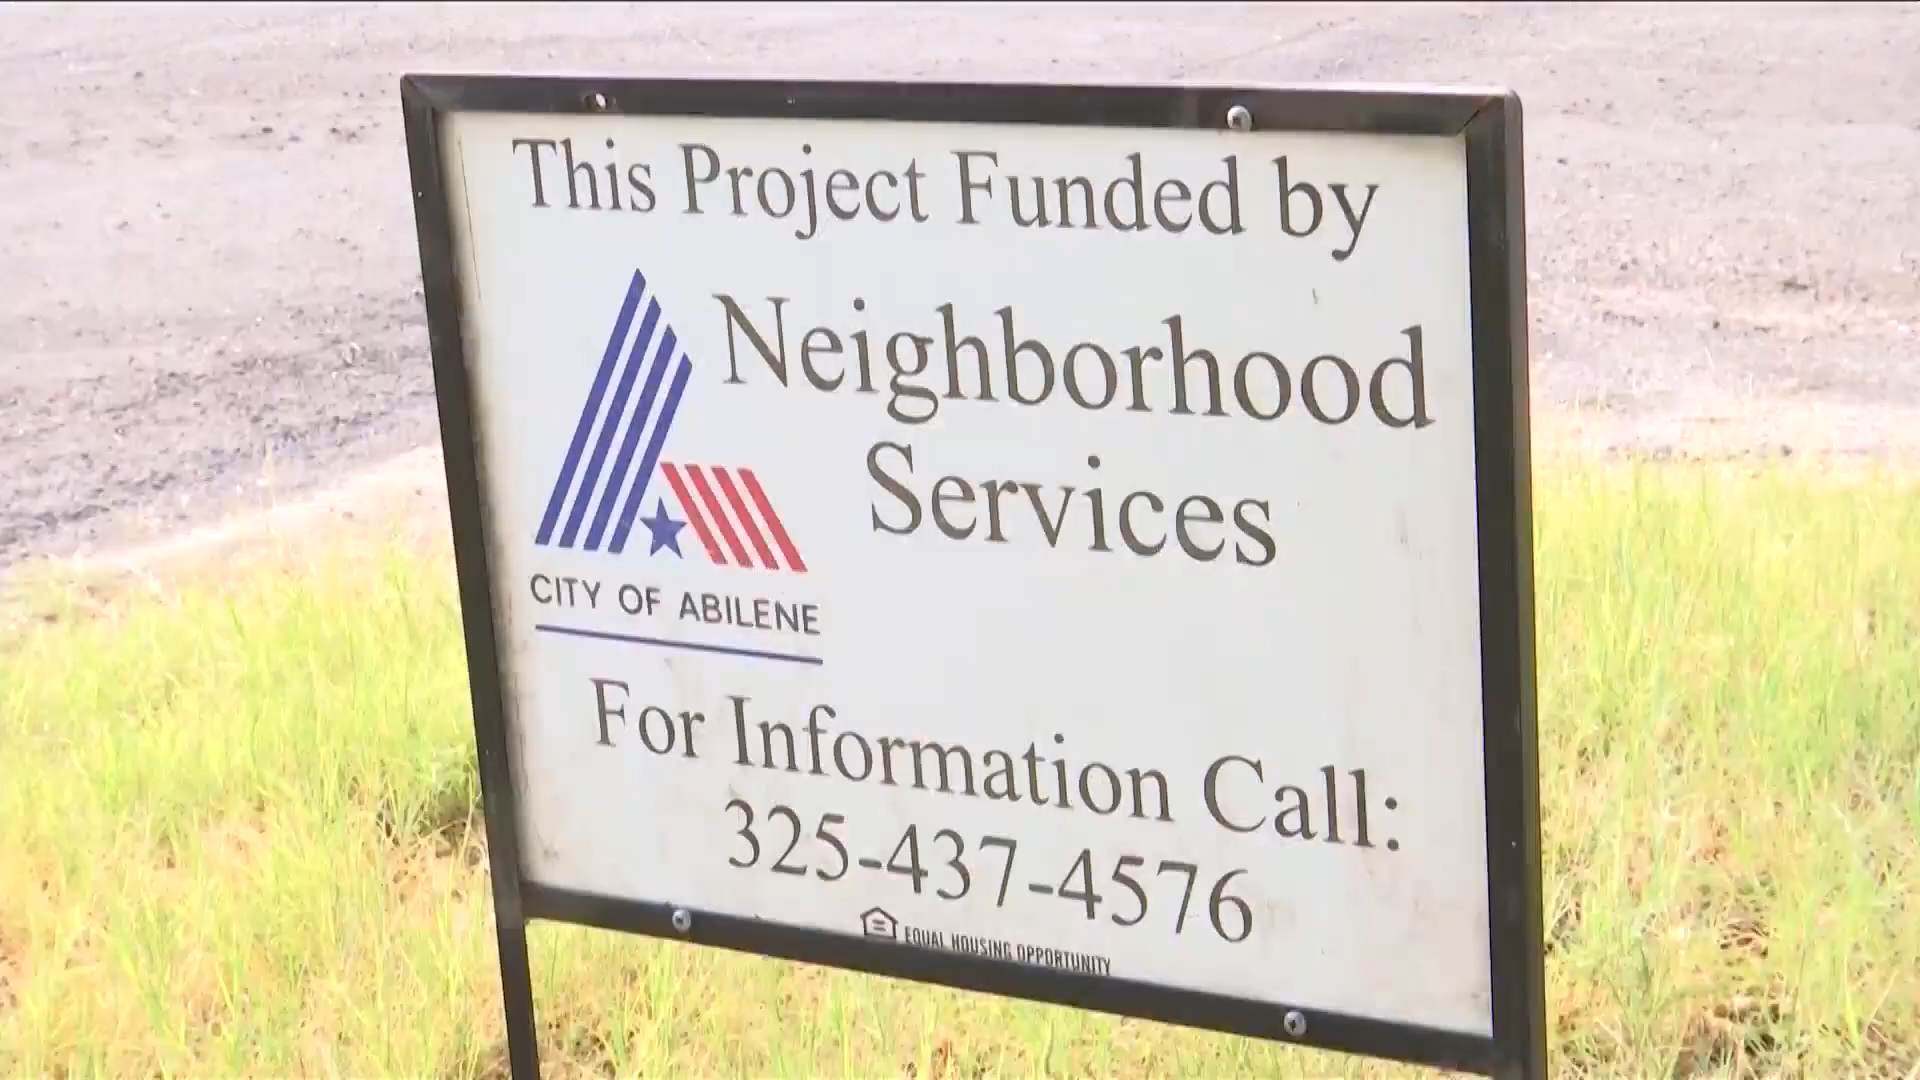 This Project Funded by
Neighborhood
Services
CITY OF ABILENE
For Information Call:
325-437-4576
EQUAL HOUSING OPPORTUNITY